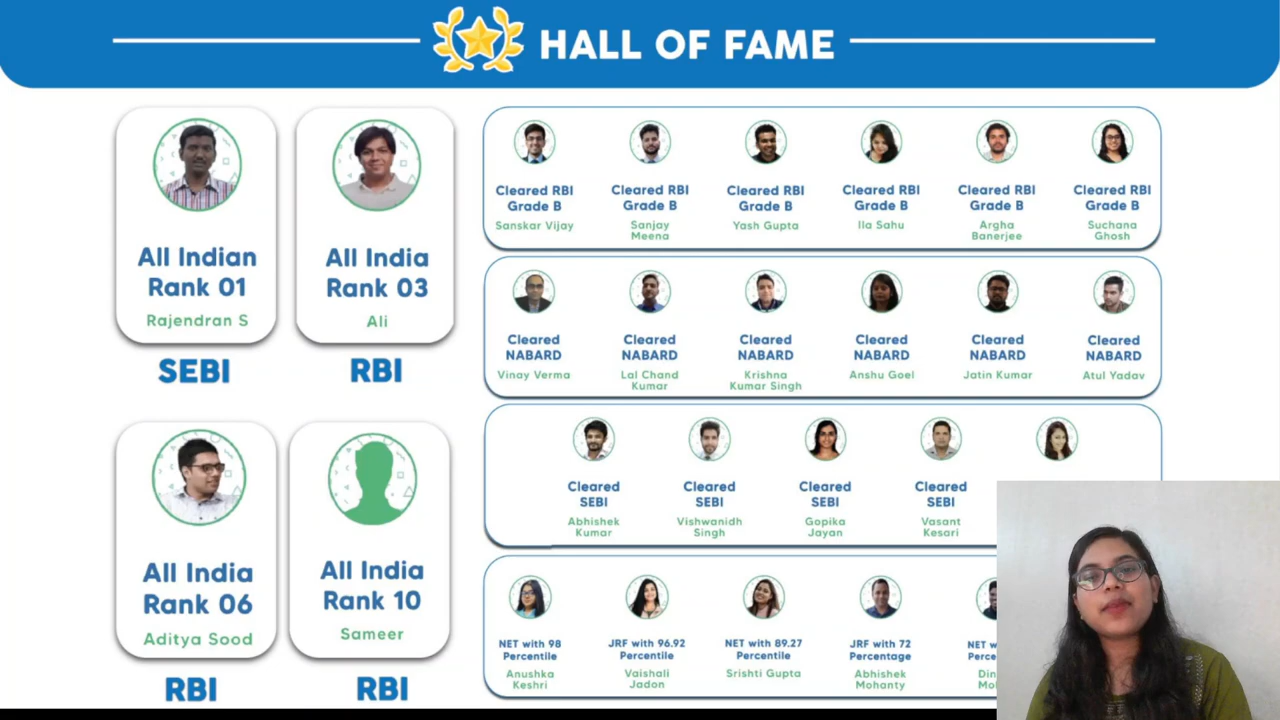 HALL OF FAME
All Indian
Rank 01
Rajendran S
SEBI
All India
Rank 03
Ali
RBI
All India
Rank 06
Aditya Sood
RBI
All India
Rank 10
Sameer
RBI
Cleared RBI
Grade B
Sanskar Vijay
Cleared RBI
Grade B
Sanjay
Meena
Cleared RBI
Grade B
Yash Gupta
Cleared RBI
Grade B
Ila Sahu
Cleared RBI
Grade B
Argha
Banerjee
Cleared RBI
Grade B
Suchana
Ghosh
Cleared
NABARD
Vinay Verma
Cleared
NABARD
Lal Chand
Kumar
Cleared
NABARD
Krishna
Kumar Singh
Cleared
NABARD
Anshu Goel
Cleared
NABARD
Jatin Kumar
Cleared
NABARD
Atul Yadav
Cleared
SEBI
Abhishek
Kumar
Cleared
SEBI
Vishwanidh
Singh
Cleared
SEBI
Gopika
Jayan
Cleared
SEBI
Vasant
Kesari
NET with 98
Percentile
Anushka
Keshri
JRF with 96.92
Percentile
Vaishali
Jadon
NET with 89.27
Percentile
Srishti Gupta
JRF with 72
Percentage
Abhishek
Mohanty
NET